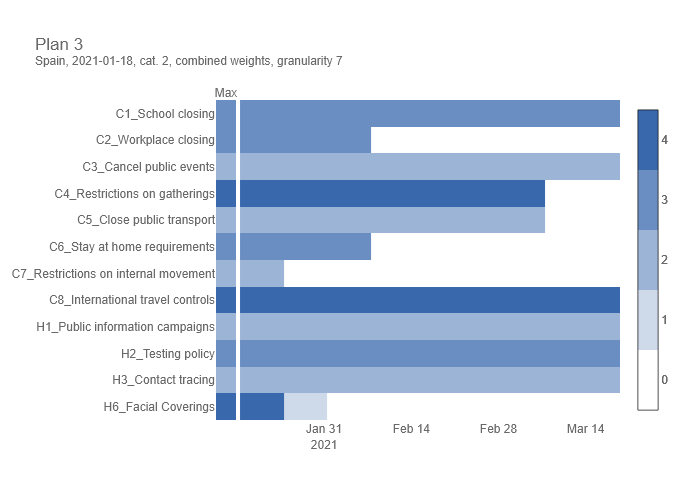 Plan 3
Spain, 2021-01-18, cat. 2, combined weights, granularity 7
Max
C1_School closing
C2_Workplace closing
C3_Cancel public events
C4_Restrictions on gatherings
C5_Close public transport
C6_Stay at home requirements
C7_Restrictions on internal movement
C8_International travel controls
H1_Public information campaigns
H2_Testing policy
H3_Contact tracing
H6_Facial Coverings
Jan 31 Feb 14 Feb 28 Mar 14
2021
4
3
2
1
0